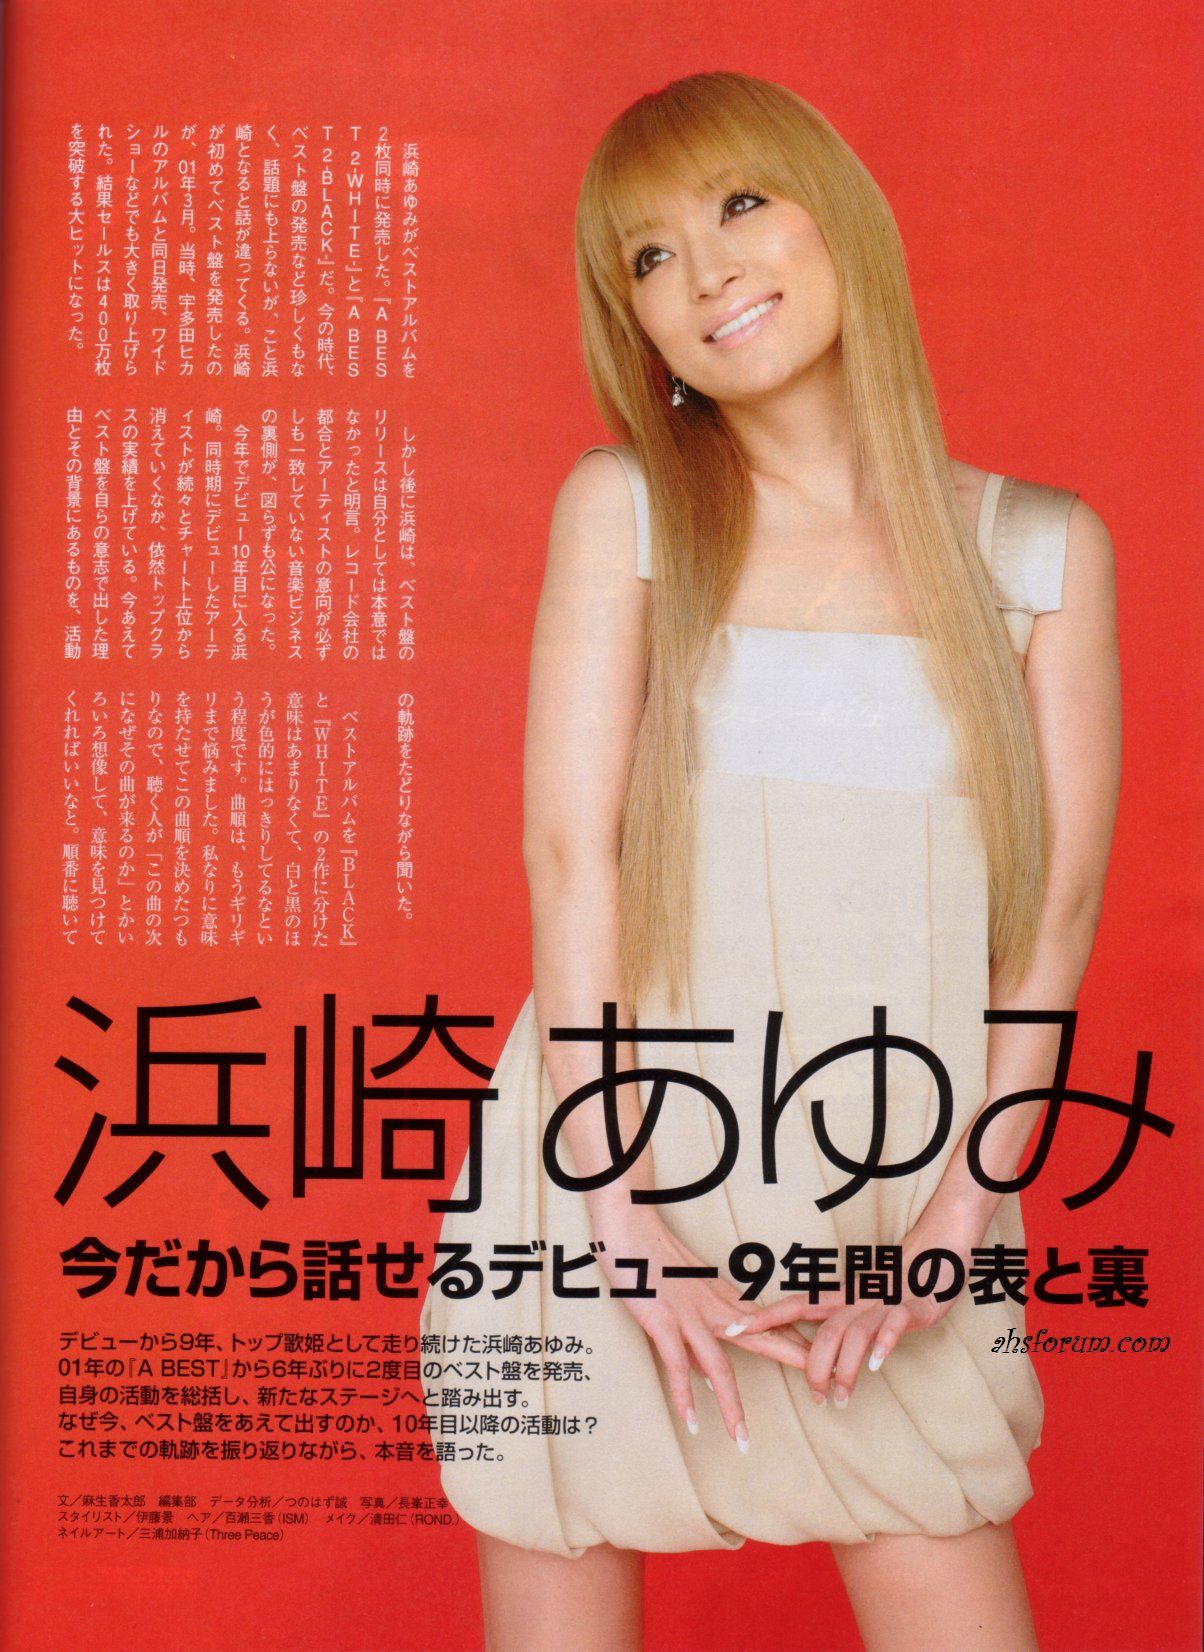 浜崎あゆみがベストアルバムを
2枚同時に発売した。『A BES
T 2-WHITE-』と『A BES
T 2-BLACK-』だ。今の時代、
ベスト盤の発売など珍しくもな
く、話題にも上らないが、こと浜
崎となると話が違ってくる。浜崎
が初めてベスト盤を発売したの
が、01年3月。当時、宇多田ヒカ
ルのアルバムと同日発売、ワイド
ショーなどでも大きく取り上げら
れた。結果セールスは400万枚
を突破する大ヒットになった。
しかし後に浜崎は、ベスト盤の
リリースは自分としては本意では
なかったと明言。レコード会社の
都合とアーティストの意向が必ず
しも一致していない音楽ビジネス
の裏側が、図らずも公になった。
今年でデビュー10年目に入る浜
崎。同時期にデビューしたアーテ
ィストが続々とチャート上位から
消えていくなか、依然トップクラ
スの実績を上げている。今あえて
ベスト盤を自らの意志で出した理
由とその背景にあるものを、活動
の軌跡をたどりながら聞いた。
ベストアルバムを『BLACK』
と『WHITE』の2作に分けた
意味はあまりなくて、白と黒のほ
うが色的にはっきりしてるなとい
う程度です。曲順は、もうギリギ
リまで悩みました。私なりに意味
を持たせてこの曲順を決めたつも
りなので、聴く人が「この曲の次
になぜその曲が来るのか」とかい
ろいろ想像して、意味を見つけて
くれればいいなと。順番に聴いて
浜崎あゆみ
今だから話せるデビュー9年間の表と裏
デビューから9年、トップ歌姫として走り続けた浜崎あゆみ。
01年の『A BEST』から6年ぶりに2度目のベスト盤を発売、
自身の活動を総括し、新たなステージへと踏み出す。
なぜ今、ベスト盤をあえて出すのか、10年目以降の活動は？
これまでの軌跡を振り返りながら、本音を語った。
文／麻生香太郎 編集部 データ分析／つのはず誠 写真／長峯正幸
スタイリスト／伊藤景 ヘア／百瀬三香(ISM) メイク／清田仁(ROND.)
ネイルアート／三浦加納子(Three Peace)
ahsforum.com